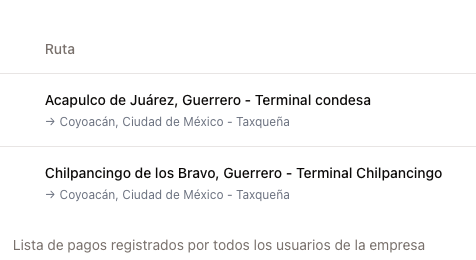 Ruta
Acapulco de Juárez, Guerrero - Terminal condesa
→ Coyoacán, Ciudad de México - Taxqueña
Chilpancingo de los Bravo, Guerrero - Terminal Chilpancingo
→ Coyoacán, Ciudad de México - Taxqueña
Lista de pagos registrados por todos los usuarios de la empresa